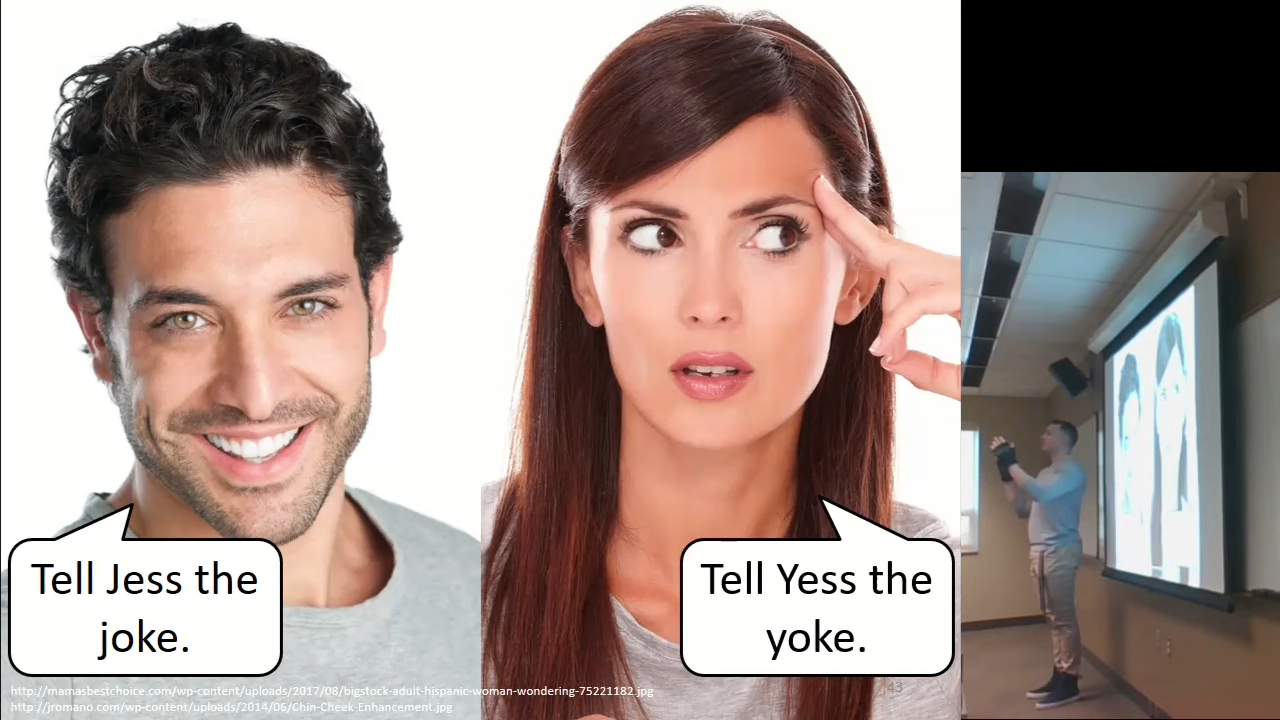 Tell Jess the
joke.
Tell Yess the
yoke.
http://mamasbestchoice.com/wp-content/uploads/2017/08/bigstock-adult-hispanic-woman-wondering-75221182.jpg
http://jromano.com/wp-content/uploads/2014/06/Chin-Cheek-Enhancement.jpg
43